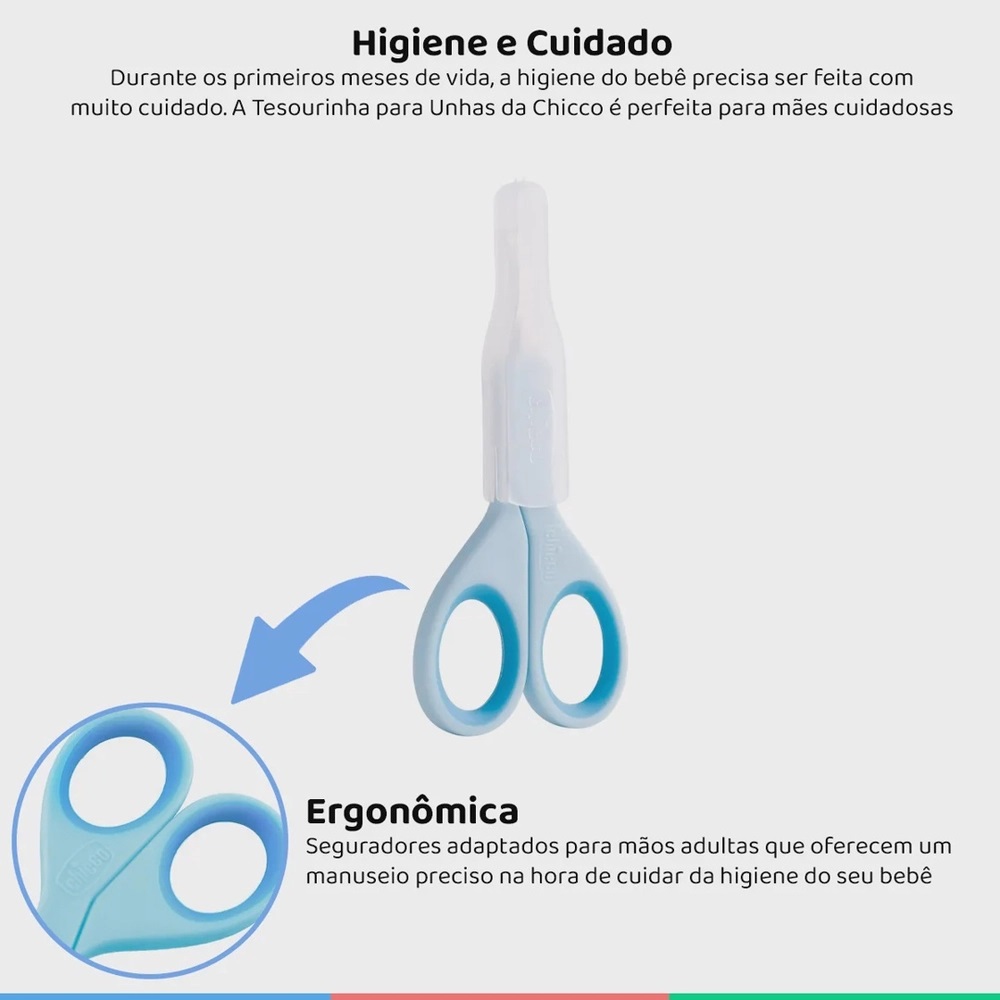 Higiene e Cuidado
Durante os primeiros meses de vida, a higiene do bebê precisa ser feita com
muito cuidado. A Tesourinha para Unhas da Chicco é perfeita para mães cuidadosas
chicco
Ergonômica
Seguradores adaptados para mãos adultas que oferecem um
manuseio preciso na hora de cuidar da higiene do seu bebê
chicco